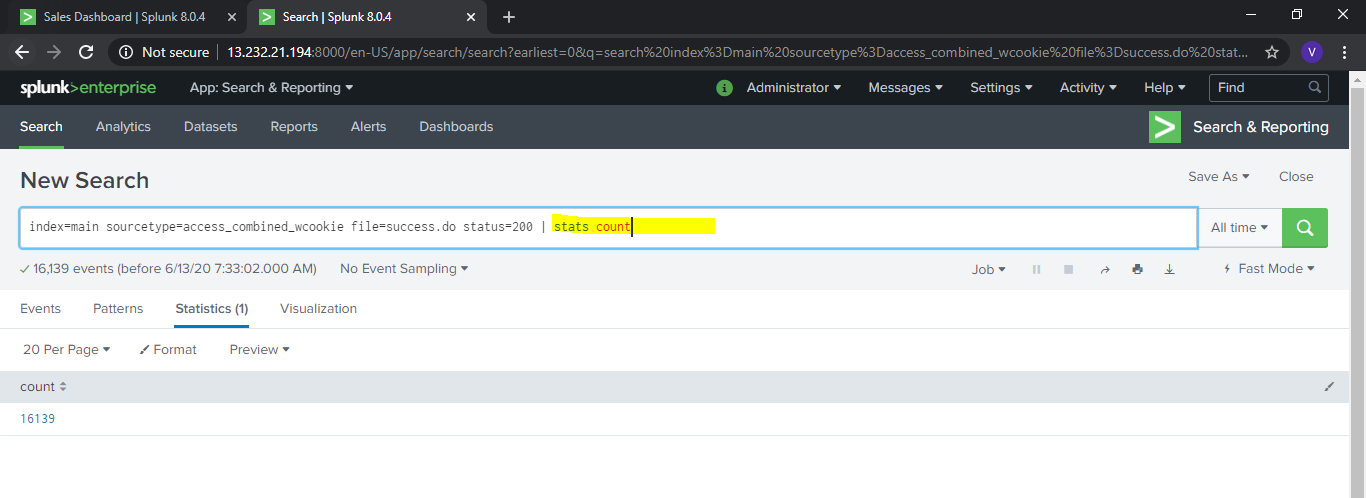 Sales Dashboard | Splunk 8.0.4 Search | Splunk 8.0.4
Not secure | 13.232.21.194:8000/en-US/app/search/search?earliest=0&q=search%20index%3Dmain%20sourcetype%3Daccess_combined_wcookie%20file%3Dsuccess.do%20stat... V
splunk>enterprise App: Search & Reporting i Administrator Messages Settings Activity Help Find
Search Analytics Datasets Reports Alerts Dashboards > Search & Reporting
New Search Save As Close
index=main sourcetype=access_combined_wcookie file=success.do status=200 | stats count All time
16,139 events (before 6/13/20 7:33:02.000 AM) No Event Sampling Job Fast Mode
Events Patterns Statistics (1) Visualization
20 Per Page Format Preview
count
16139